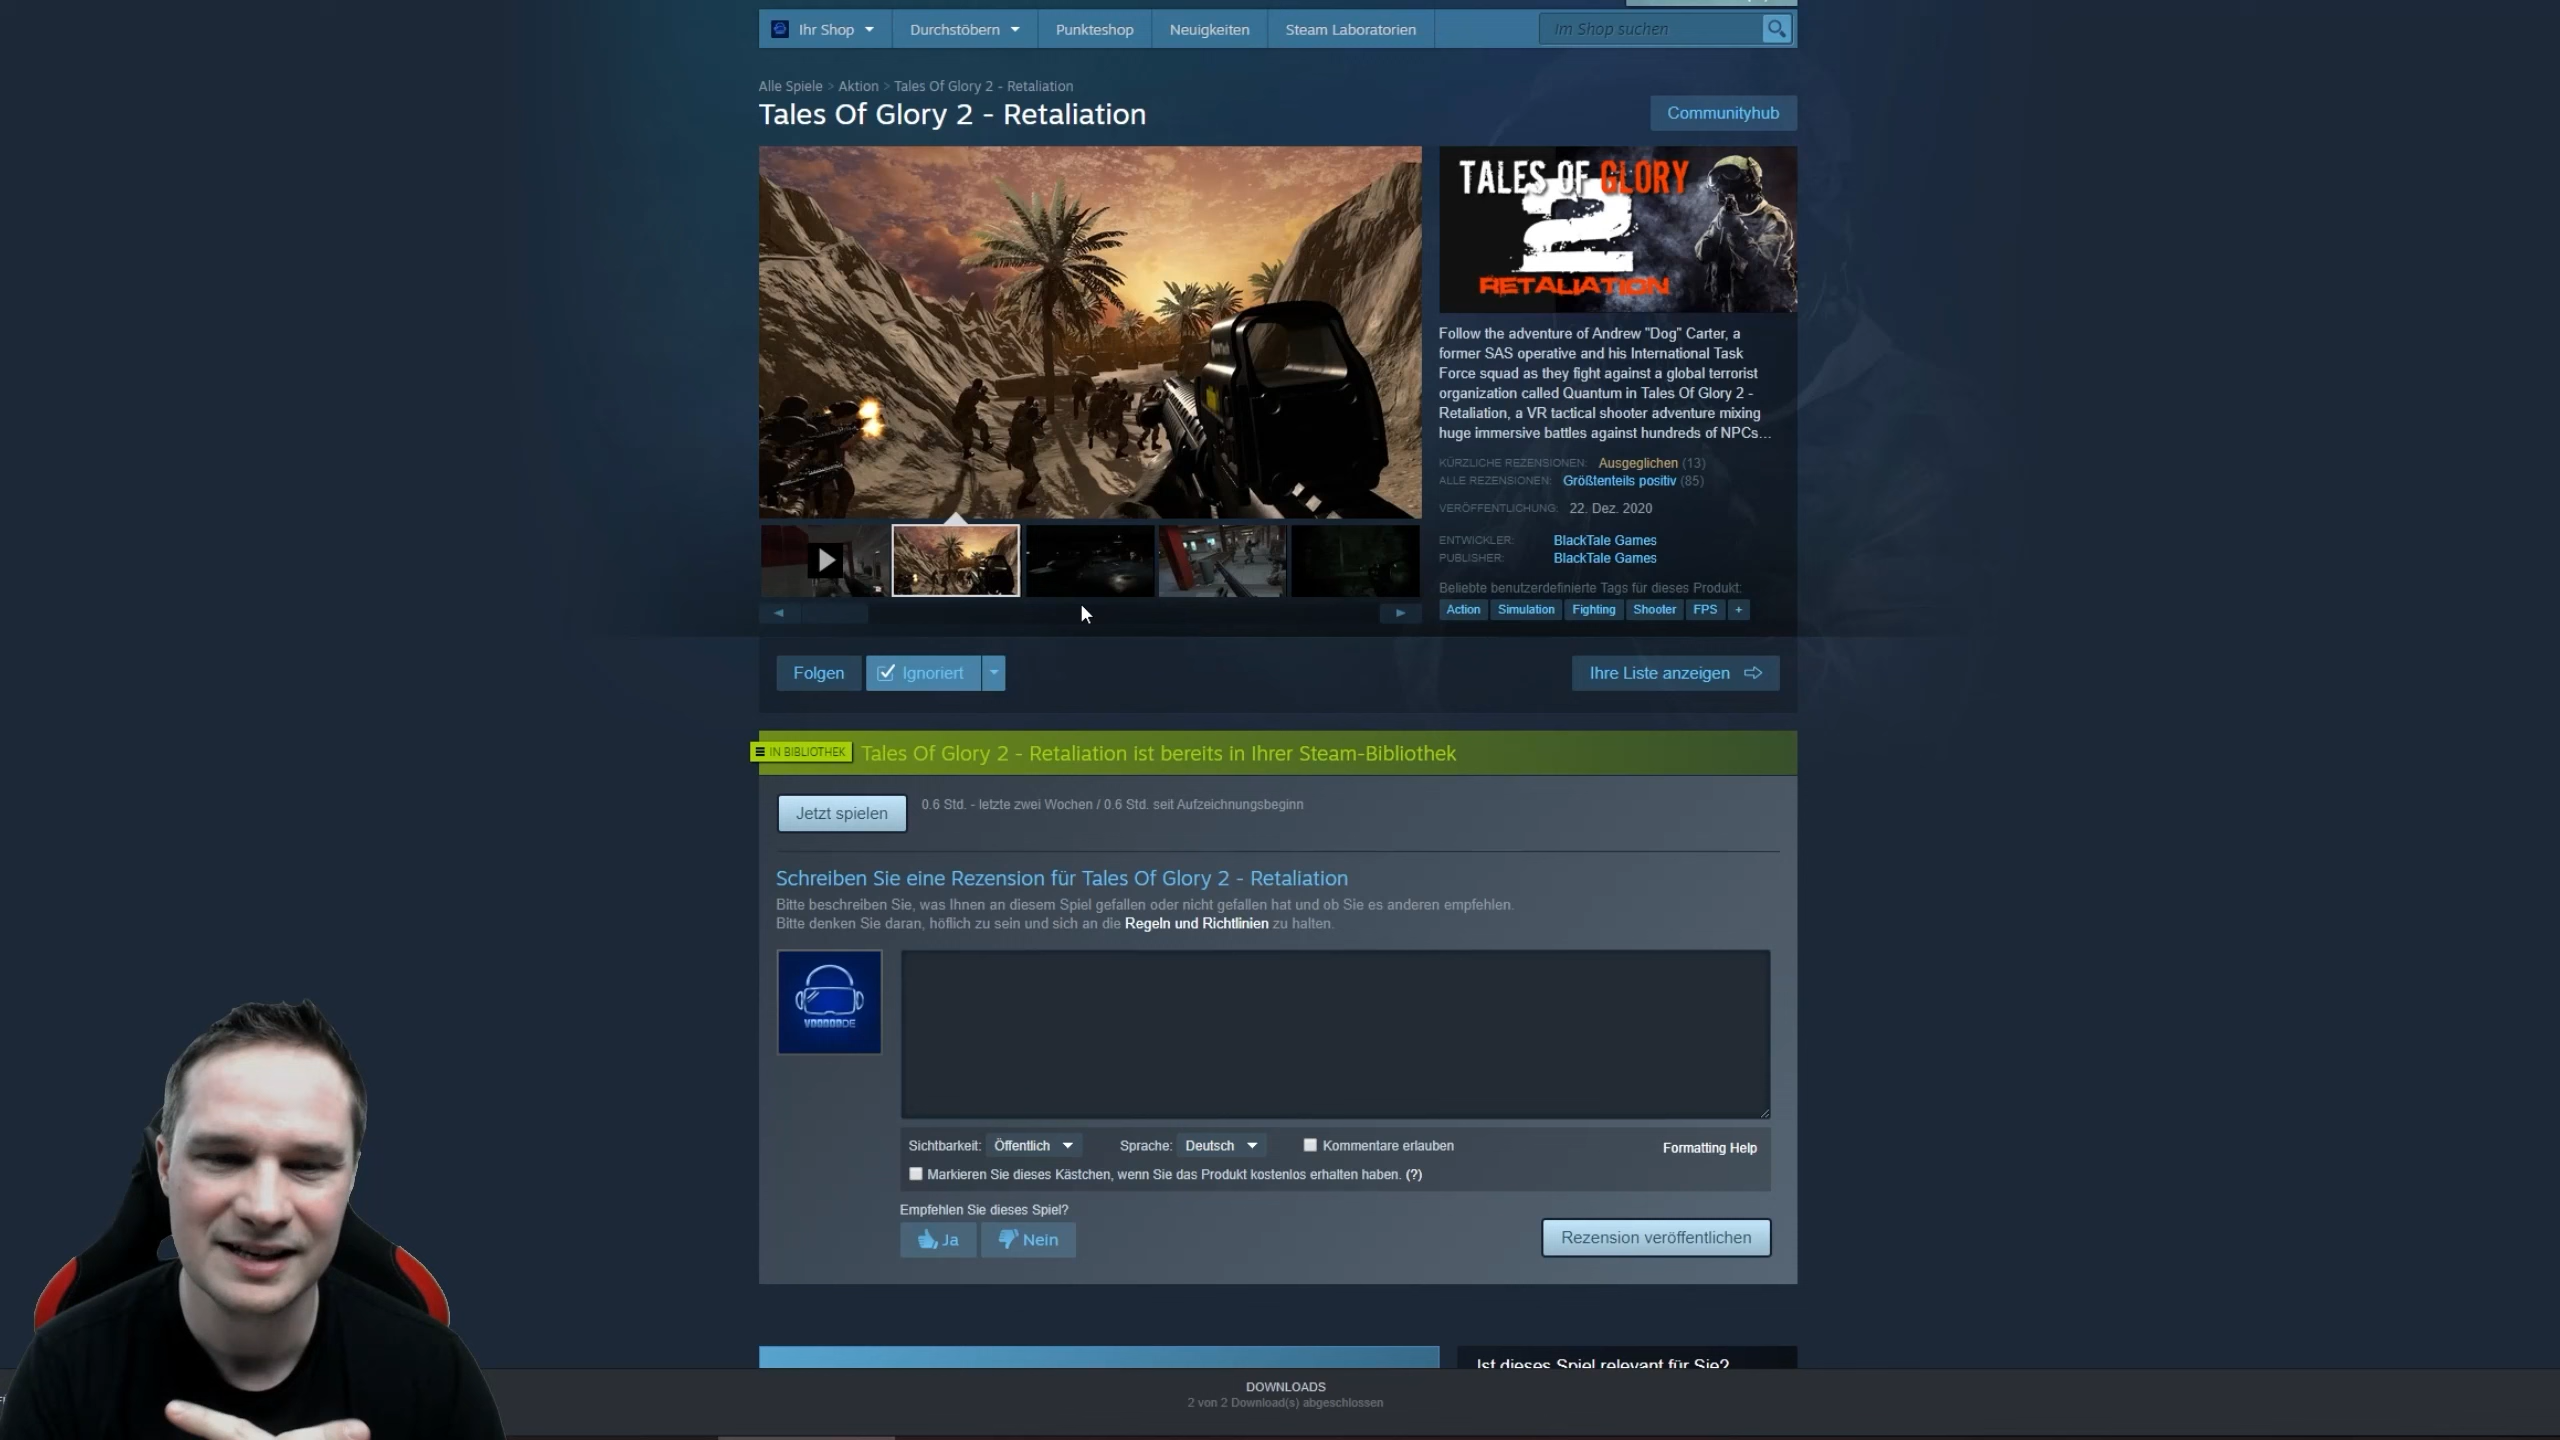 Ihr Shop
Durchstöbern
Punkteshop
Neuigkeiten
Steam Laboratorien
Im Shop suchen
Alle Spiele > Aktion > Tales Of Glory 2 - Retaliation
Tales Of Glory 2 - Retaliation
Communityhub
TALES OF GLORY
2
RETALIATION
Follow the adventure of Andrew "Dog" Carter, a
former SAS operative and his International Task
Force squad as they fight against a global terrorist
organization called Quantum in Tales Of Glory 2 -
Retaliation, a VR tactical shooter adventure mixing
huge immersive battles against hundreds of NPCs...
KÜRZLICHE REZENSIONEN: Ausgeglichen (13)
ALLE REZENSIONEN: Größtenteils positiv (85)
VERÖFFENTLICHUNG: 22. Dez. 2020
ENTWICKLER: BlackTale Games
PUBLISHER: BlackTale Games
Beliebte benutzerdefinierte Tags für dieses Produkt:
Action Simulation Fighting Shooter FPS +
Folgen
Ignoriert
Ihre Liste anzeigen
IN BIBLIOTHEK
Tales Of Glory 2 - Retaliation ist bereits in Ihrer Steam-Bibliothek
Jetzt spielen
0.6 Std. - letzte zwei Wochen / 0.6 Std. seit Aufzeichnungsbeginn
Schreiben Sie eine Rezension für Tales Of Glory 2 - Retaliation
Bitte beschreiben Sie, was Ihnen an diesem Spiel gefallen oder nicht gefallen hat und ob Sie es anderen empfehlen.
Bitte denken Sie daran, höflich zu sein und sich an die Regeln und Richtlinien zu halten.
VOODOODE
Sichtbarkeit: Öffentlich
Sprache: Deutsch
Kommentare erlauben
Formatting Help
Markieren Sie dieses Kästchen, wenn Sie das Produkt kostenlos erhalten haben. (?)
Empfehlen Sie dieses Spiel?
Ja
Nein
Rezension veröffentlichen
Ist dieses Spiel relevant für Sie?
DOWNLOADS
2 von 2 Download(s) abgeschlossen